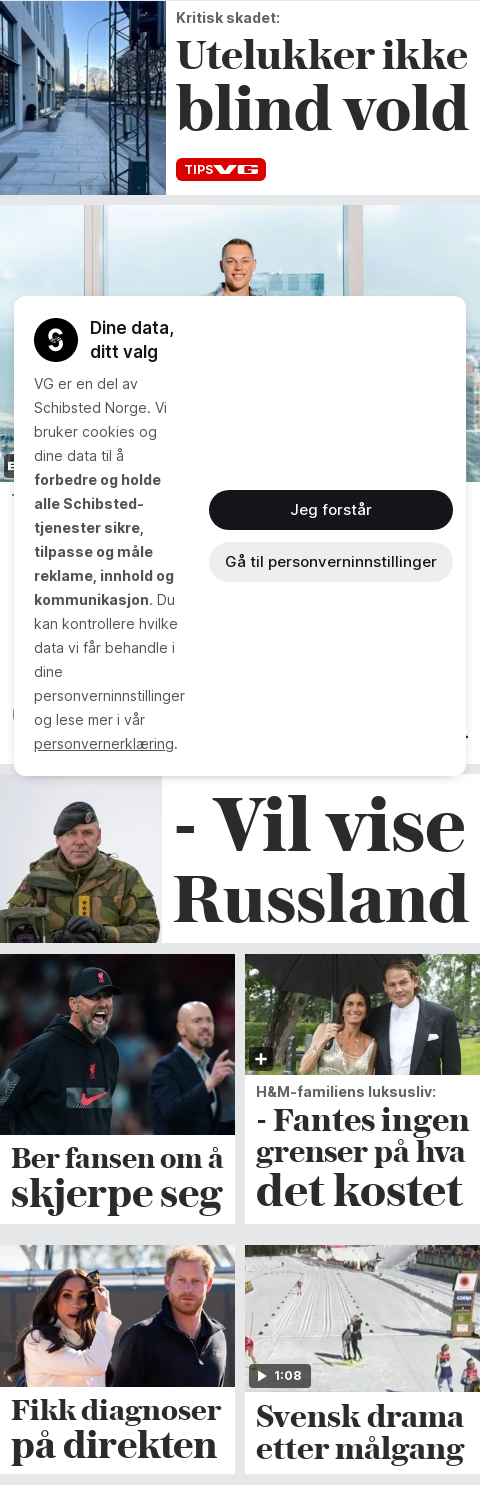 Kritisk skadet:
Utelukker ikke
blind vold
TIPS VG
Dine data,
ditt valg
VG er en del av
Schibsted Norge. Vi
bruker cookies og
dine data til å
forbedre og holde
alle Schibsted-
tjenester sikre,
tilpasse og måle
reklame, innhold og
kommunikasjon. Du
kan kontrollere hvilke
data vi får behandle i
dine
personverninnstillinger
og lese mer i vår
personvernerklæring.
Jeg forstår
Gå til personverninnstillinger
- Vil vise
Russland
H&M-familiens luksusliv:
- Fantes ingen
grenser på hva
det kostet
Ber fansen om å
skjerpe seg
Fikk diagnoser
på direkten
1:08
Svensk drama
etter målgang